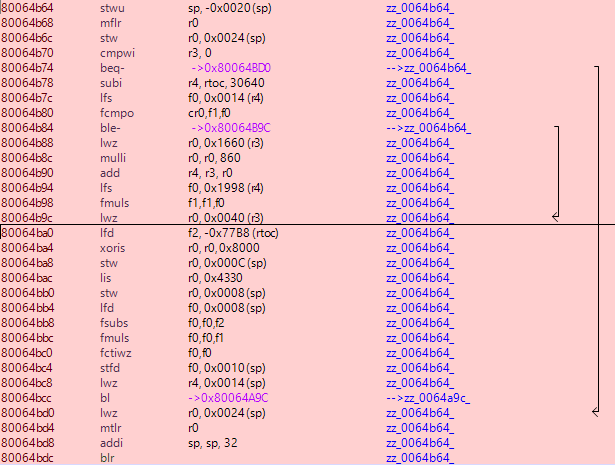 80064b64 stwu sp, -0x0020 (sp) zz_0064b64_
80064b68 mflr r0 zz_0064b64_
80064b6c stw r0, 0x0024 (sp) zz_0064b64_
80064b70 cmpwi r3, 0 zz_0064b64_
80064b74 beq- ->0x80064BD0 -->zz_0064b64_
80064b78 subi r4, rtoc, 30640 zz_0064b64_
80064b7c lfs f0, 0x0014 (r4) zz_0064b64_
80064b80 fcmpo cr0,f1,f0 zz_0064b64_
80064b84 ble- ->0x80064B9C -->zz_0064b64_
80064b88 lwz r0, 0x1660 (r3) zz_0064b64_
80064b8c mulli r0, r0, 860 zz_0064b64_
80064b90 add r4, r3, r0 zz_0064b64_
80064b94 lfs f0, 0x1998 (r4) zz_0064b64_
80064b98 fmuls f1,f1,f0 zz_0064b64_
80064b9c lwz r0, 0x0040 (r3) zz_0064b64_
80064ba0 lfd f2, -0x77B8 (rtoc) zz_0064b64_
80064ba4 xoris r0, r0,0x8000 zz_0064b64_
80064ba8 stw r0, 0x000C (sp) zz_0064b64_
80064bac lis r0, 0x4330 zz_0064b64_
80064bb0 stw r0, 0x0008 (sp) zz_0064b64_
80064bb4 lfd f0, 0x0008 (sp) zz_0064b64_
80064bb8 fsubs f0,f0,f2 zz_0064b64_
80064bbc fmuls f0,f0,f1 zz_0064b64_
80064bc0 fctiwz f0,f0 zz_0064b64_
80064bc4 stfd f0, 0x0010 (sp) zz_0064b64_
80064bc8 lwz r4, 0x0014 (sp) zz_0064b64_
80064bcc bl ->0x80064A9C -->zz_0064a9c_
80064bd0 lwz r0, 0x0024 (sp) zz_0064b64_
80064bd4 mtlr r0 zz_0064b64_
80064bd8 addi sp, sp, 32 zz_0064b64_
80064bdc blr zz_0064b64_